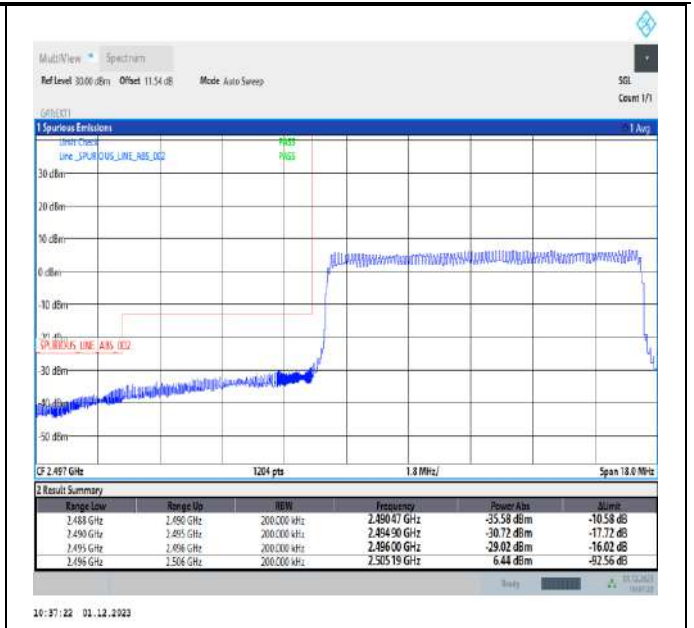 MultiView Spectrum
Ref Level 30.00 dBm Offset 11.54 dB Mode Auto Sweep SGL
Count 1/1
1 Spurious Emissions 1 Avg
Limit Check PASS
Line _SPURIOUS_LINE_ABS_002 PASS
30 dBm
20 dBm
10 dBm
0 dBm
-10 dBm
_SPURIOUS_LINE_ABS_002
-30 dBm
-40 dBm
-50 dBm
CF 2.497 GHz 1204 pts 1.8 MHz/ Span 18.0 MHz
2 Result Summary
Range Low Range Up RBW Frequency Power Abs ΔLimit
2.488 GHz 2.490 GHz 200.000 kHz 2.49047 GHz -35.58 dBm -10.58 dB
2.490 GHz 2.495 GHz 200.000 kHz 2.49490 GHz -30.72 dBm -17.72 dB
2.495 GHz 2.496 GHz 200.000 kHz 2.49600 GHz -29.02 dBm -16.02 dB
2.496 GHz 2.506 GHz 200.000 kHz 2.50519 GHz 6.44 dBm -92.56 dB
Ready
10:37:22 01.12.2023